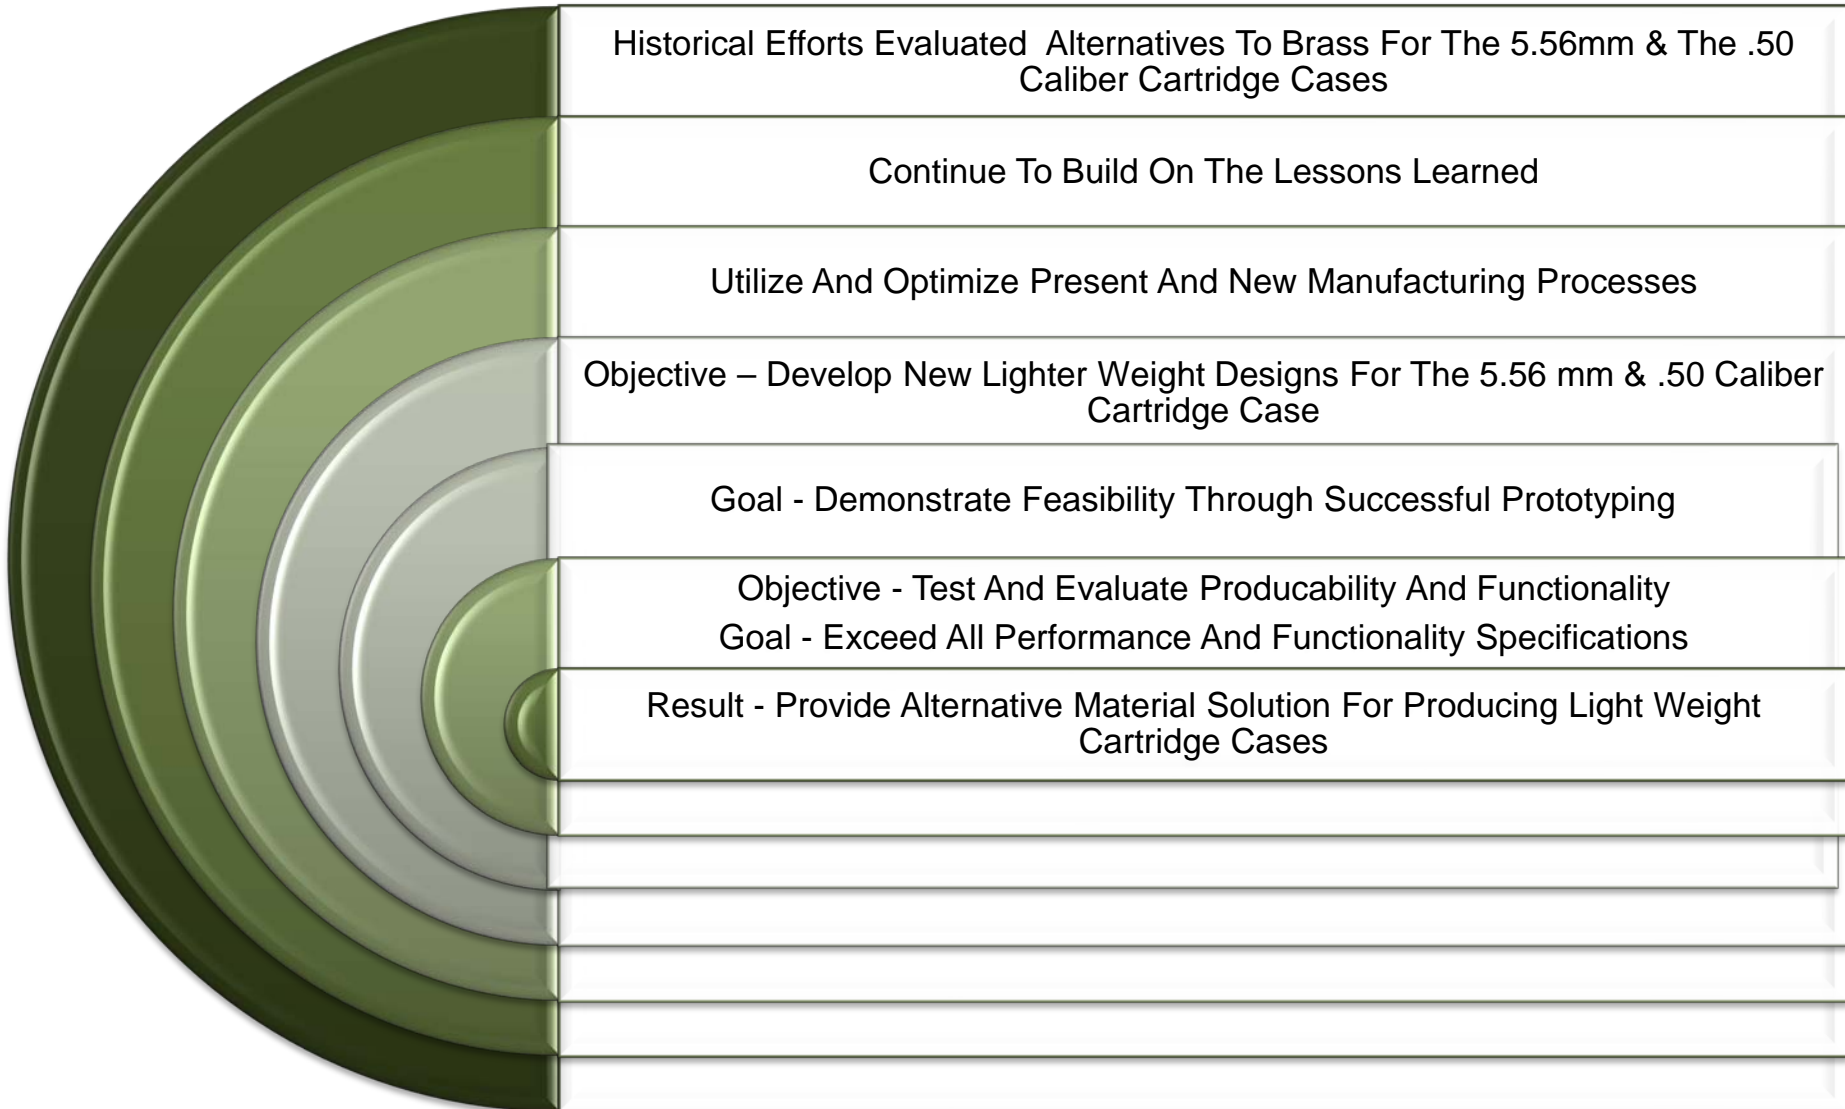 Historical Efforts Evaluated  Alternatives To Brass For The 5.56mm & The .50
Caliber Cartridge Cases
Continue To Build On The Lessons Learned
Utilize And Optimize Present And New Manufacturing Processes
Objective – Develop New Lighter Weight Designs For The 5.56 mm & .50 Caliber
Cartridge Case
Goal - Demonstrate Feasibility Through Successful Prototyping
Objective - Test And Evaluate Producability And Functionality
Goal - Exceed All Performance And Functionality Specifications
Result - Provide Alternative Material Solution For Producing Light Weight
Cartridge Cases